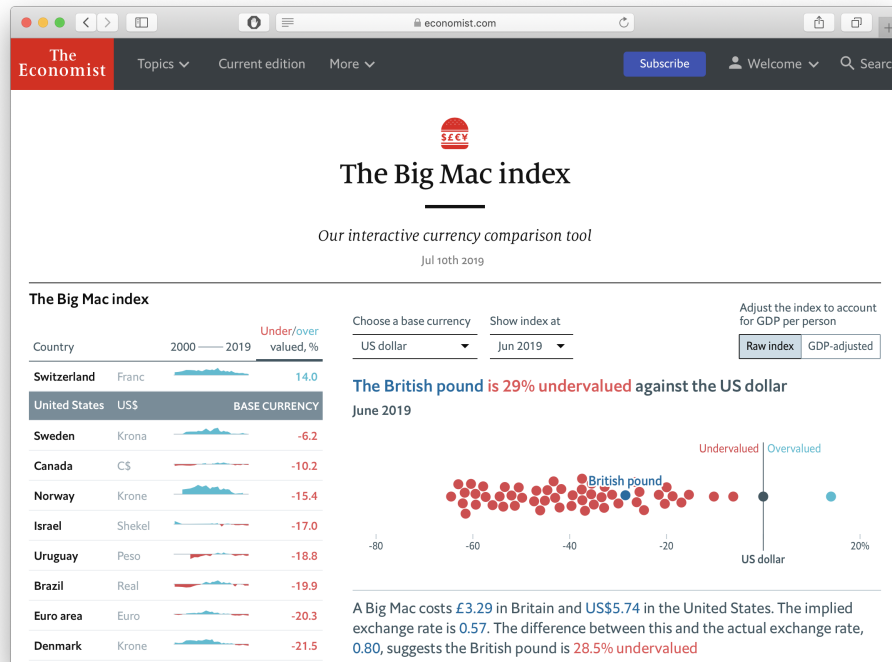 economist.com
The
Economist
Topics
Current edition
More
Subscribe
Welcome
Searc
$£€¥
The Big Mac index
Our interactive currency comparison tool
Jul 10th 2019
The Big Mac index
Country
2000
2019
Under/over
valued, %
Switzerland Franc 14.0
United States US$ BASE CURRENCY
Sweden Krona -6.2
Canada C$ -10.2
Norway Krone -15.4
Israel Shekel -17.0
Uruguay Peso -18.8
Brazil Real -19.9
Euro area Euro -20.3
Denmark Krone -21.5
Choose a base currency
US dollar
Show index at
Jun 2019
Adjust the index to account
for GDP per person
Raw index GDP-adjusted
The British pound is 29% undervalued against the US dollar
June 2019
Undervalued Overvalued
British pound
-80 -60 -40 -20 20%
US dollar
A Big Mac costs £3.29 in Britain and US$5.74 in the United States. The implied
exchange rate is 0.57. The difference between this and the actual exchange rate,
0.80, suggests the British pound is 28.5% undervalued